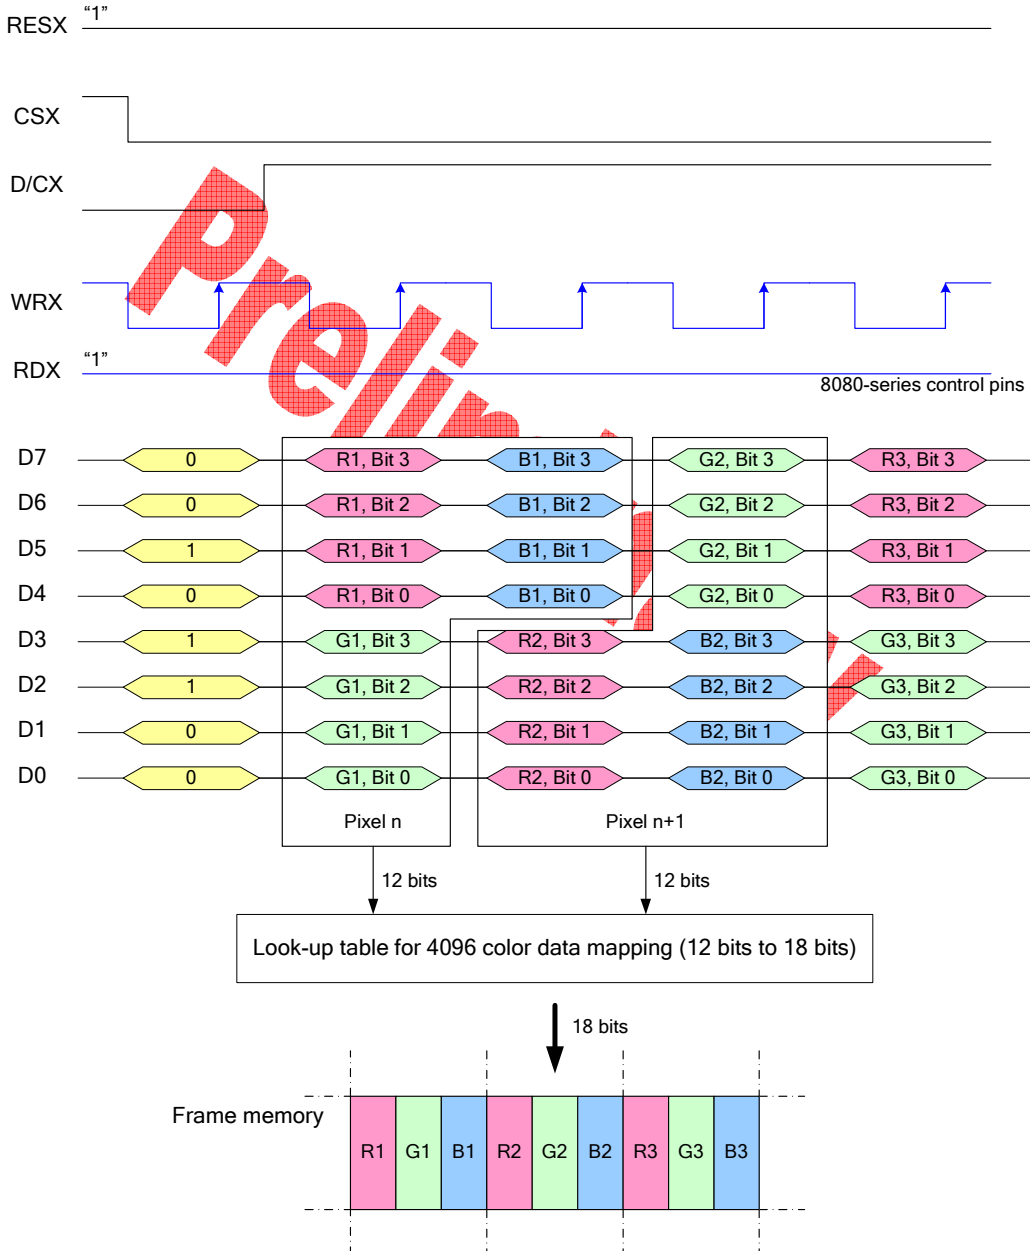 RESX "1"
CSX
D/CX
WRX
RDX "1"
8080-series control pins
D7 0 R1, Bit 3 B1, Bit 3 G2, Bit 3 R3, Bit 3
D6 0 R1, Bit 2 B1, Bit 2 G2, Bit 2 R3, Bit 2
D5 1 R1, Bit 1 B1, Bit 1 G2, Bit 1 R3, Bit 1
D4 0 R1, Bit 0 B1, Bit 0 G2, Bit 0 R3, Bit 0
D3 1 G1, Bit 3 R2, Bit 3 B2, Bit 3 G3, Bit 3
D2 1 G1, Bit 2 R2, Bit 2 B2, Bit 2 G3, Bit 2
D1 0 G1, Bit 1 R2, Bit 1 B2, Bit 1 G3, Bit 1
D0 0 G1, Bit 0 R2, Bit 0 B2, Bit 0 G3, Bit 0
Pixel n Pixel n+1
12 bits 12 bits
Look-up table for 4096 color data mapping (12 bits to 18 bits)
18 bits
Frame memory
R1 G1 B1 R2 G2 B2 R3 G3 B3